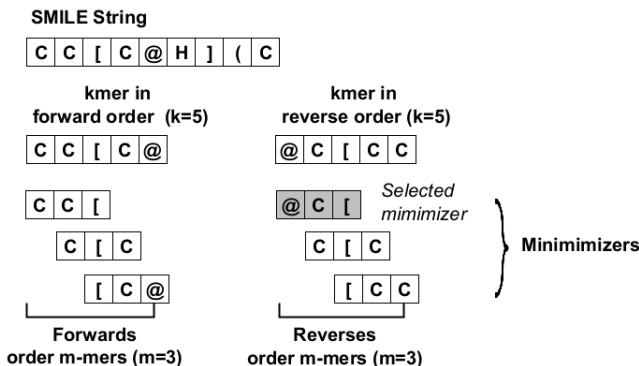 SMILE String
C C [ C @ H ] ( C
kmer in
forward order (k=5)
kmer in
reverse order (k=5)
C C [ C @
@ C [ C C
C C [
@ C [
Selected
mimimizer
C [ C
C [ C
Minimimizers
[ C @
[ C C
Forwards
order m-mers (m=3)
Reverses
order m-mers (m=3)